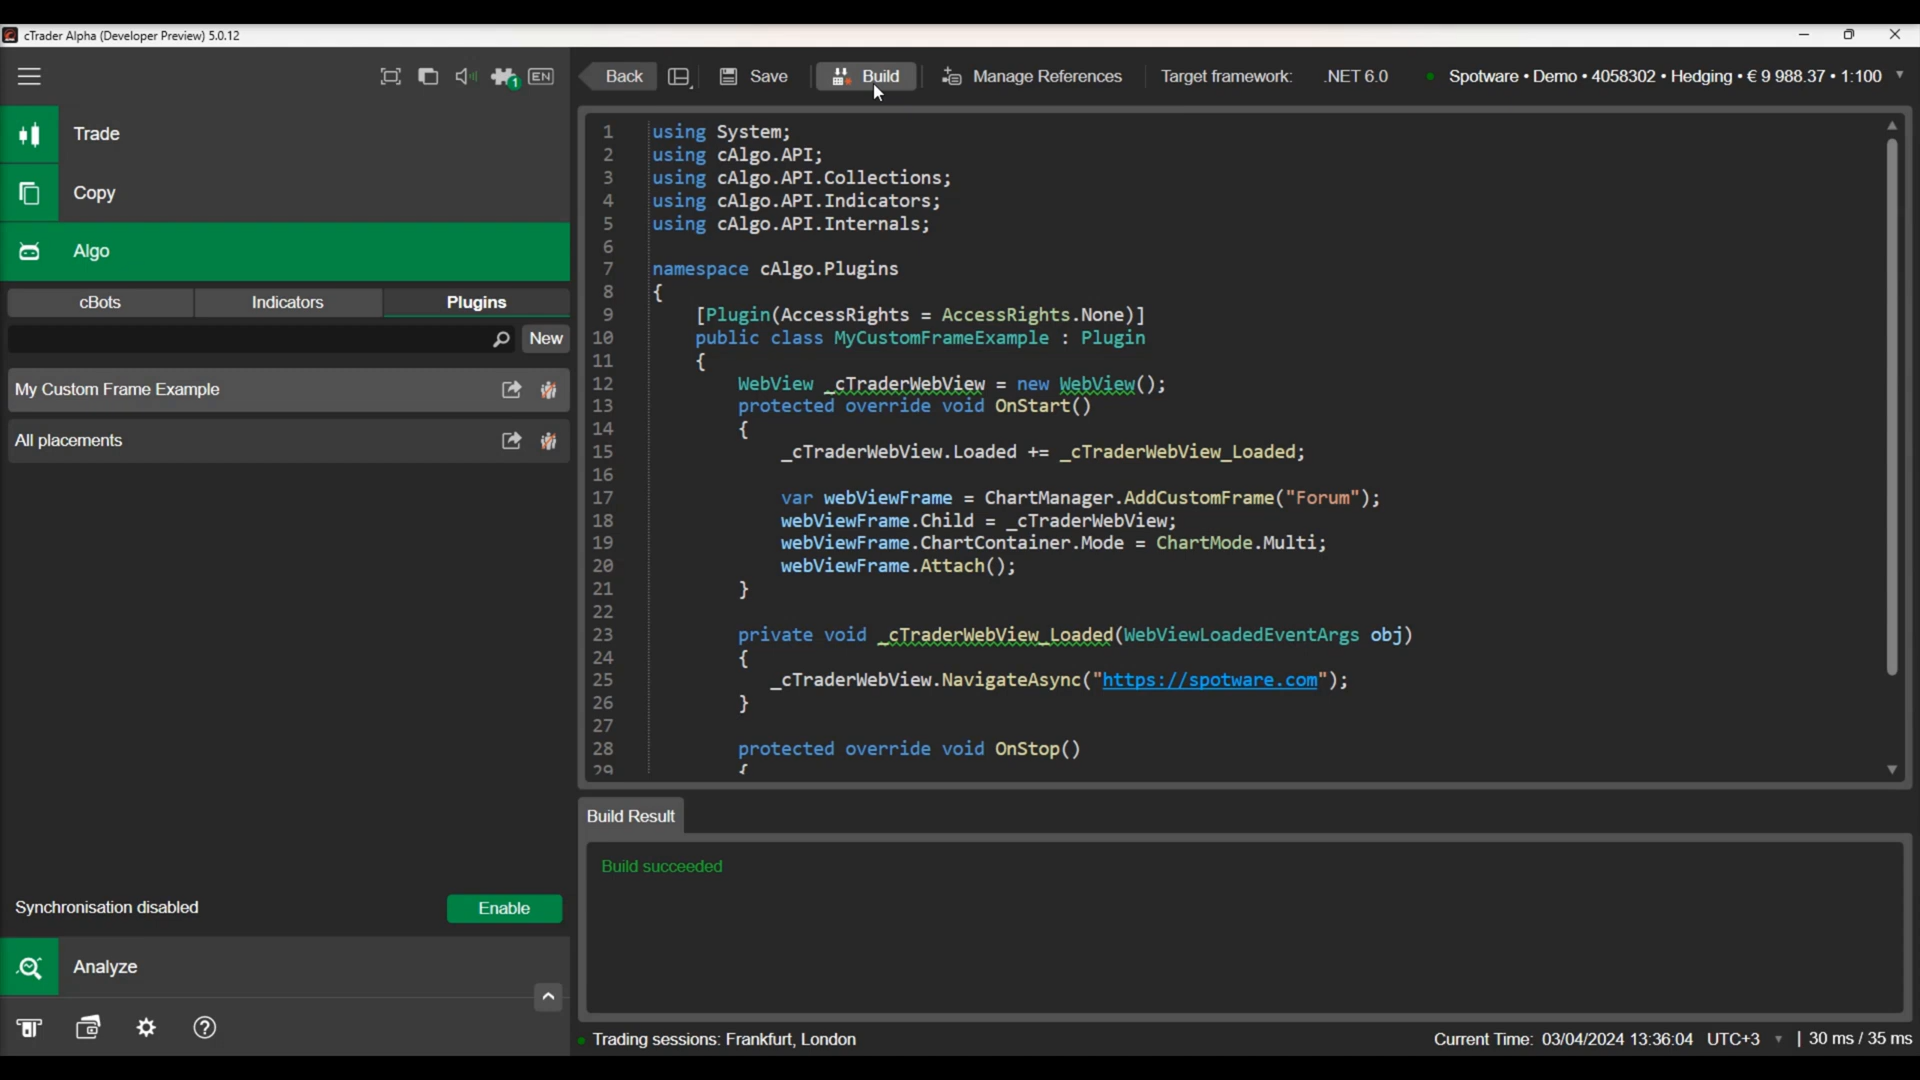 cTrader Alpha (Developer Preview) 5.0.12
1 EN
Back Save Build Manage References Target framework: .NET 6.0 Spotware • Demo • 4058302 • Hedging • € 9 988.37 • 1:100
Trade
Copy
Algo
cBots Indicators Plugins
New
My Custom Frame Example
All placements
Synchronisation disabled Enable
Analyze
1 using System;
2 using cAlgo.API;
3 using cAlgo.API.Collections;
4 using cAlgo.API.Indicators;
5 using cAlgo.API.Internals;
6
7 namespace cAlgo.Plugins
8 {
9 [Plugin(AccessRights = AccessRights.None)]
10 public class MyCustomFrameExample : Plugin
11 {
12 WebView _cTraderWebView = new WebView();
13 protected override void OnStart()
14 {
15 _cTraderWebView.Loaded += _cTraderWebView_Loaded;
16
17 var webViewFrame = ChartManager.AddCustomFrame("Forum");
18 webViewFrame.Child = _cTraderWebView;
19 webViewFrame.ChartContainer.Mode = ChartMode.Multi;
20 webViewFrame.Attach();
21 }
22
23 private void _cTraderWebView_Loaded(WebViewLoadedEventArgs obj)
24 {
25 _cTraderWebView.NavigateAsync("https://spotware.com");
26 }
27
28 protected override void OnStop()
29 {
Build Result
Build succeeded
Trading sessions: Frankfurt, London Current Time: 03/04/2024 13:36:04 UTC+3 | 30 ms / 35 ms